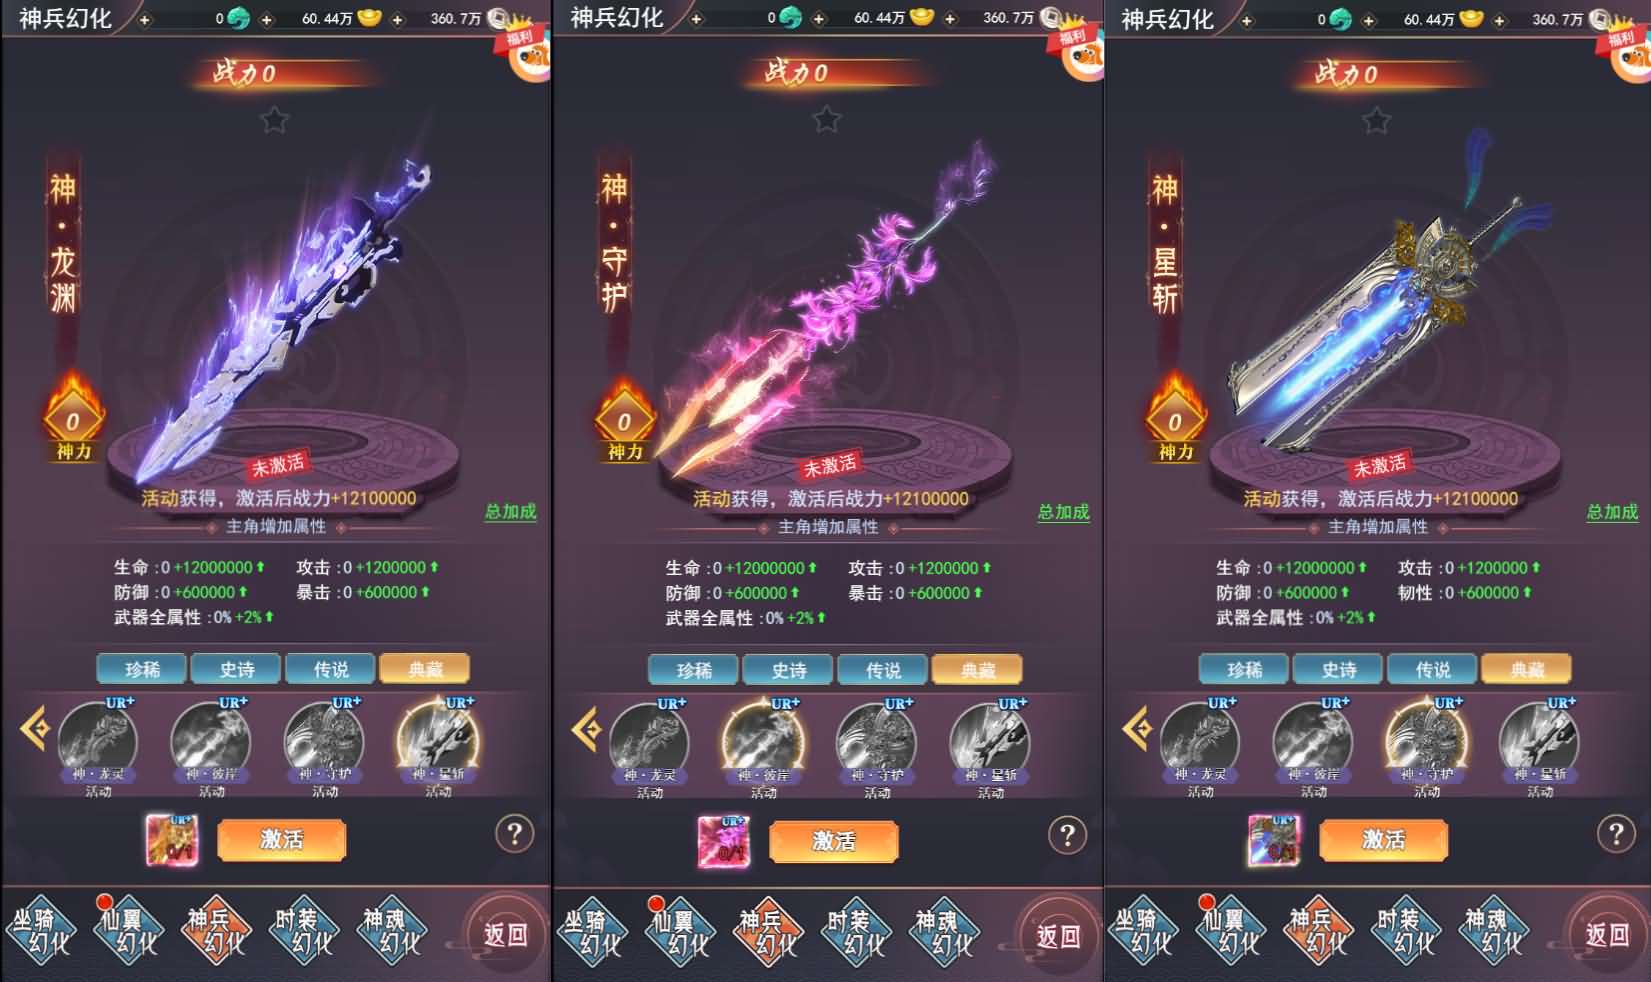 神兵幻化
0
60.44万
360.7万
福利
战力0
神·龙渊
0
神力
未激活
活动获得，激活后战力+12100000
总加成
主角增加属性
生命:0 +12000000 攻击:0 +1200000
防御:0 +600000 暴击:0 +600000
武器全属性:0% +2%
珍稀 史诗 传说 典藏
UR+ UR+ UR+ UR+
神·龙灵 神·彼岸 神·守护 神·星斩
活动 活动 活动 活动
UR+
0/1
激活
?
坐骑幻化 仙翼幻化 神兵幻化 时装幻化 神魂幻化 返回
神兵幻化
0
60.44万
360.7万
福利
战力0
神·守护
0
神力
未激活
活动获得，激活后战力+12100000
总加成
主角增加属性
生命:0 +12000000 攻击:0 +1200000
防御:0 +600000 暴击:0 +600000
武器全属性:0% +2%
珍稀 史诗 传说 典藏
UR+ UR+ UR+ UR+
神·龙灵 神·彼岸 神·守护 神·星斩
活动 活动 活动 活动
UR+
0/1
激活
?
坐骑幻化 仙翼幻化 神兵幻化 时装幻化 神魂幻化 返回
神兵幻化
0
60.44万
360.7万
福利
战力0
神·星斩
0
神力
未激活
活动获得，激活后战力+12100000
总加成
主角增加属性
生命:0 +12000000 攻击:0 +1200000
防御:0 +600000 韧性:0 +600000
武器全属性:0% +2%
珍稀 史诗 传说 典藏
UR+ UR+ UR+ UR+
神·龙灵 神·彼岸 神·守护 神·星斩
活动 活动 活动 活动
UR+
0/1
激活
?
坐骑幻化 仙翼幻化 神兵幻化 时装幻化 神魂幻化 返回